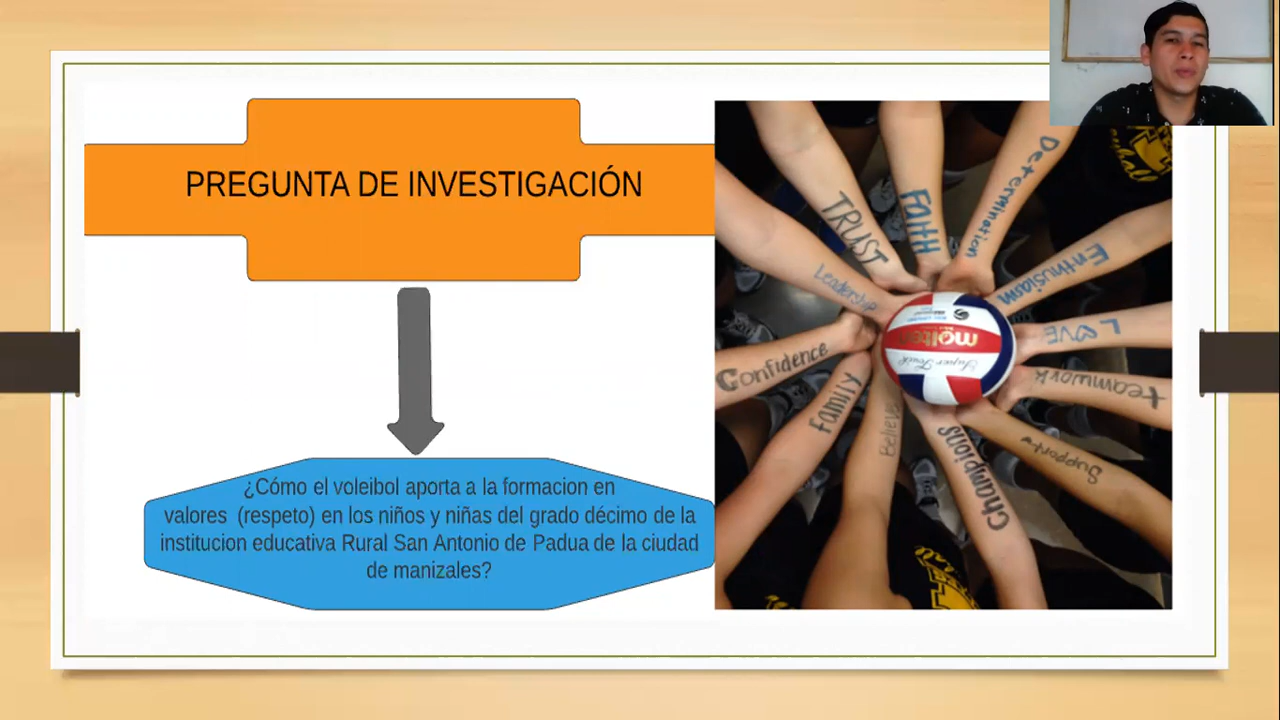 PREGUNTA DE INVESTIGACIÓN
¿Cómo el voleibol aporta a la formacion en
valores (respeto) en los niños y niñas del grado décimo de la
institucion educativa Rural San Antonio de Padua de la ciudad
de manizales?
TRUST
FAITH
Determination
Enthusiasm
Leadership
LOVE
Confidence
Family
Believe
Champions
Support
teamwork
molten
Super Touch